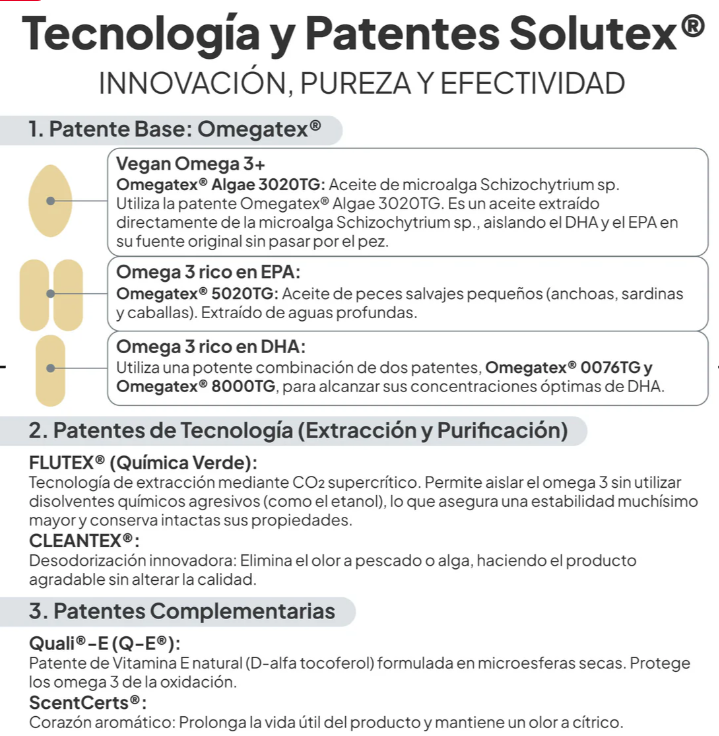 Tecnología y Patentes Solutex®
INNOVACIÓN, PUREZA Y EFECTIVIDAD
1. Patente Base: Omegatex®
Vegan Omega 3+
Omegatex® Algae 3020TG: Aceite de microalga Schizochytrium sp.
Utiliza la patente Omegatex® Algae 3020TG. Es un aceite extraído
directamente de la microalga Schizochytrium sp., aislando el DHA y el EPA en
su fuente original sin pasar por el pez.
Omega 3 rico en EPA:
Omegatex® 5020TG: Aceite de peces salvajes pequeños (anchoas, sardinas
y caballas). Extraído de aguas profundas.
Omega 3 rico en DHA:
Utiliza una potente combinación de dos patentes, Omegatex® 0076TG y
Omegatex® 8000TG, para alcanzar sus concentraciones óptimas de DHA.
2. Patentes de Tecnología (Extracción y Purificación)
FLUTEX® (Química Verde):
Tecnología de extracción mediante CO₂ supercrítico. Permite aislar el omega 3 sin utilizar
disolventes químicos agresivos (como el etanol), lo que asegura una estabilidad muchísimo
mayor y conserva intactas sus propiedades.
CLEANTEX®:
Desodorización innovadora: Elimina el olor a pescado o alga, haciendo el producto
agradable sin alterar la calidad.
3. Patentes Complementarias
Quali®-E (Q-E®):
Patente de Vitamina E natural (D-alfa tocoferol) formulada en microesferas secas. Protege
los omega 3 de la oxidación.
ScentCerts®:
Corazón aromático: Prolonga la vida útil del producto y mantiene un olor a cítrico.